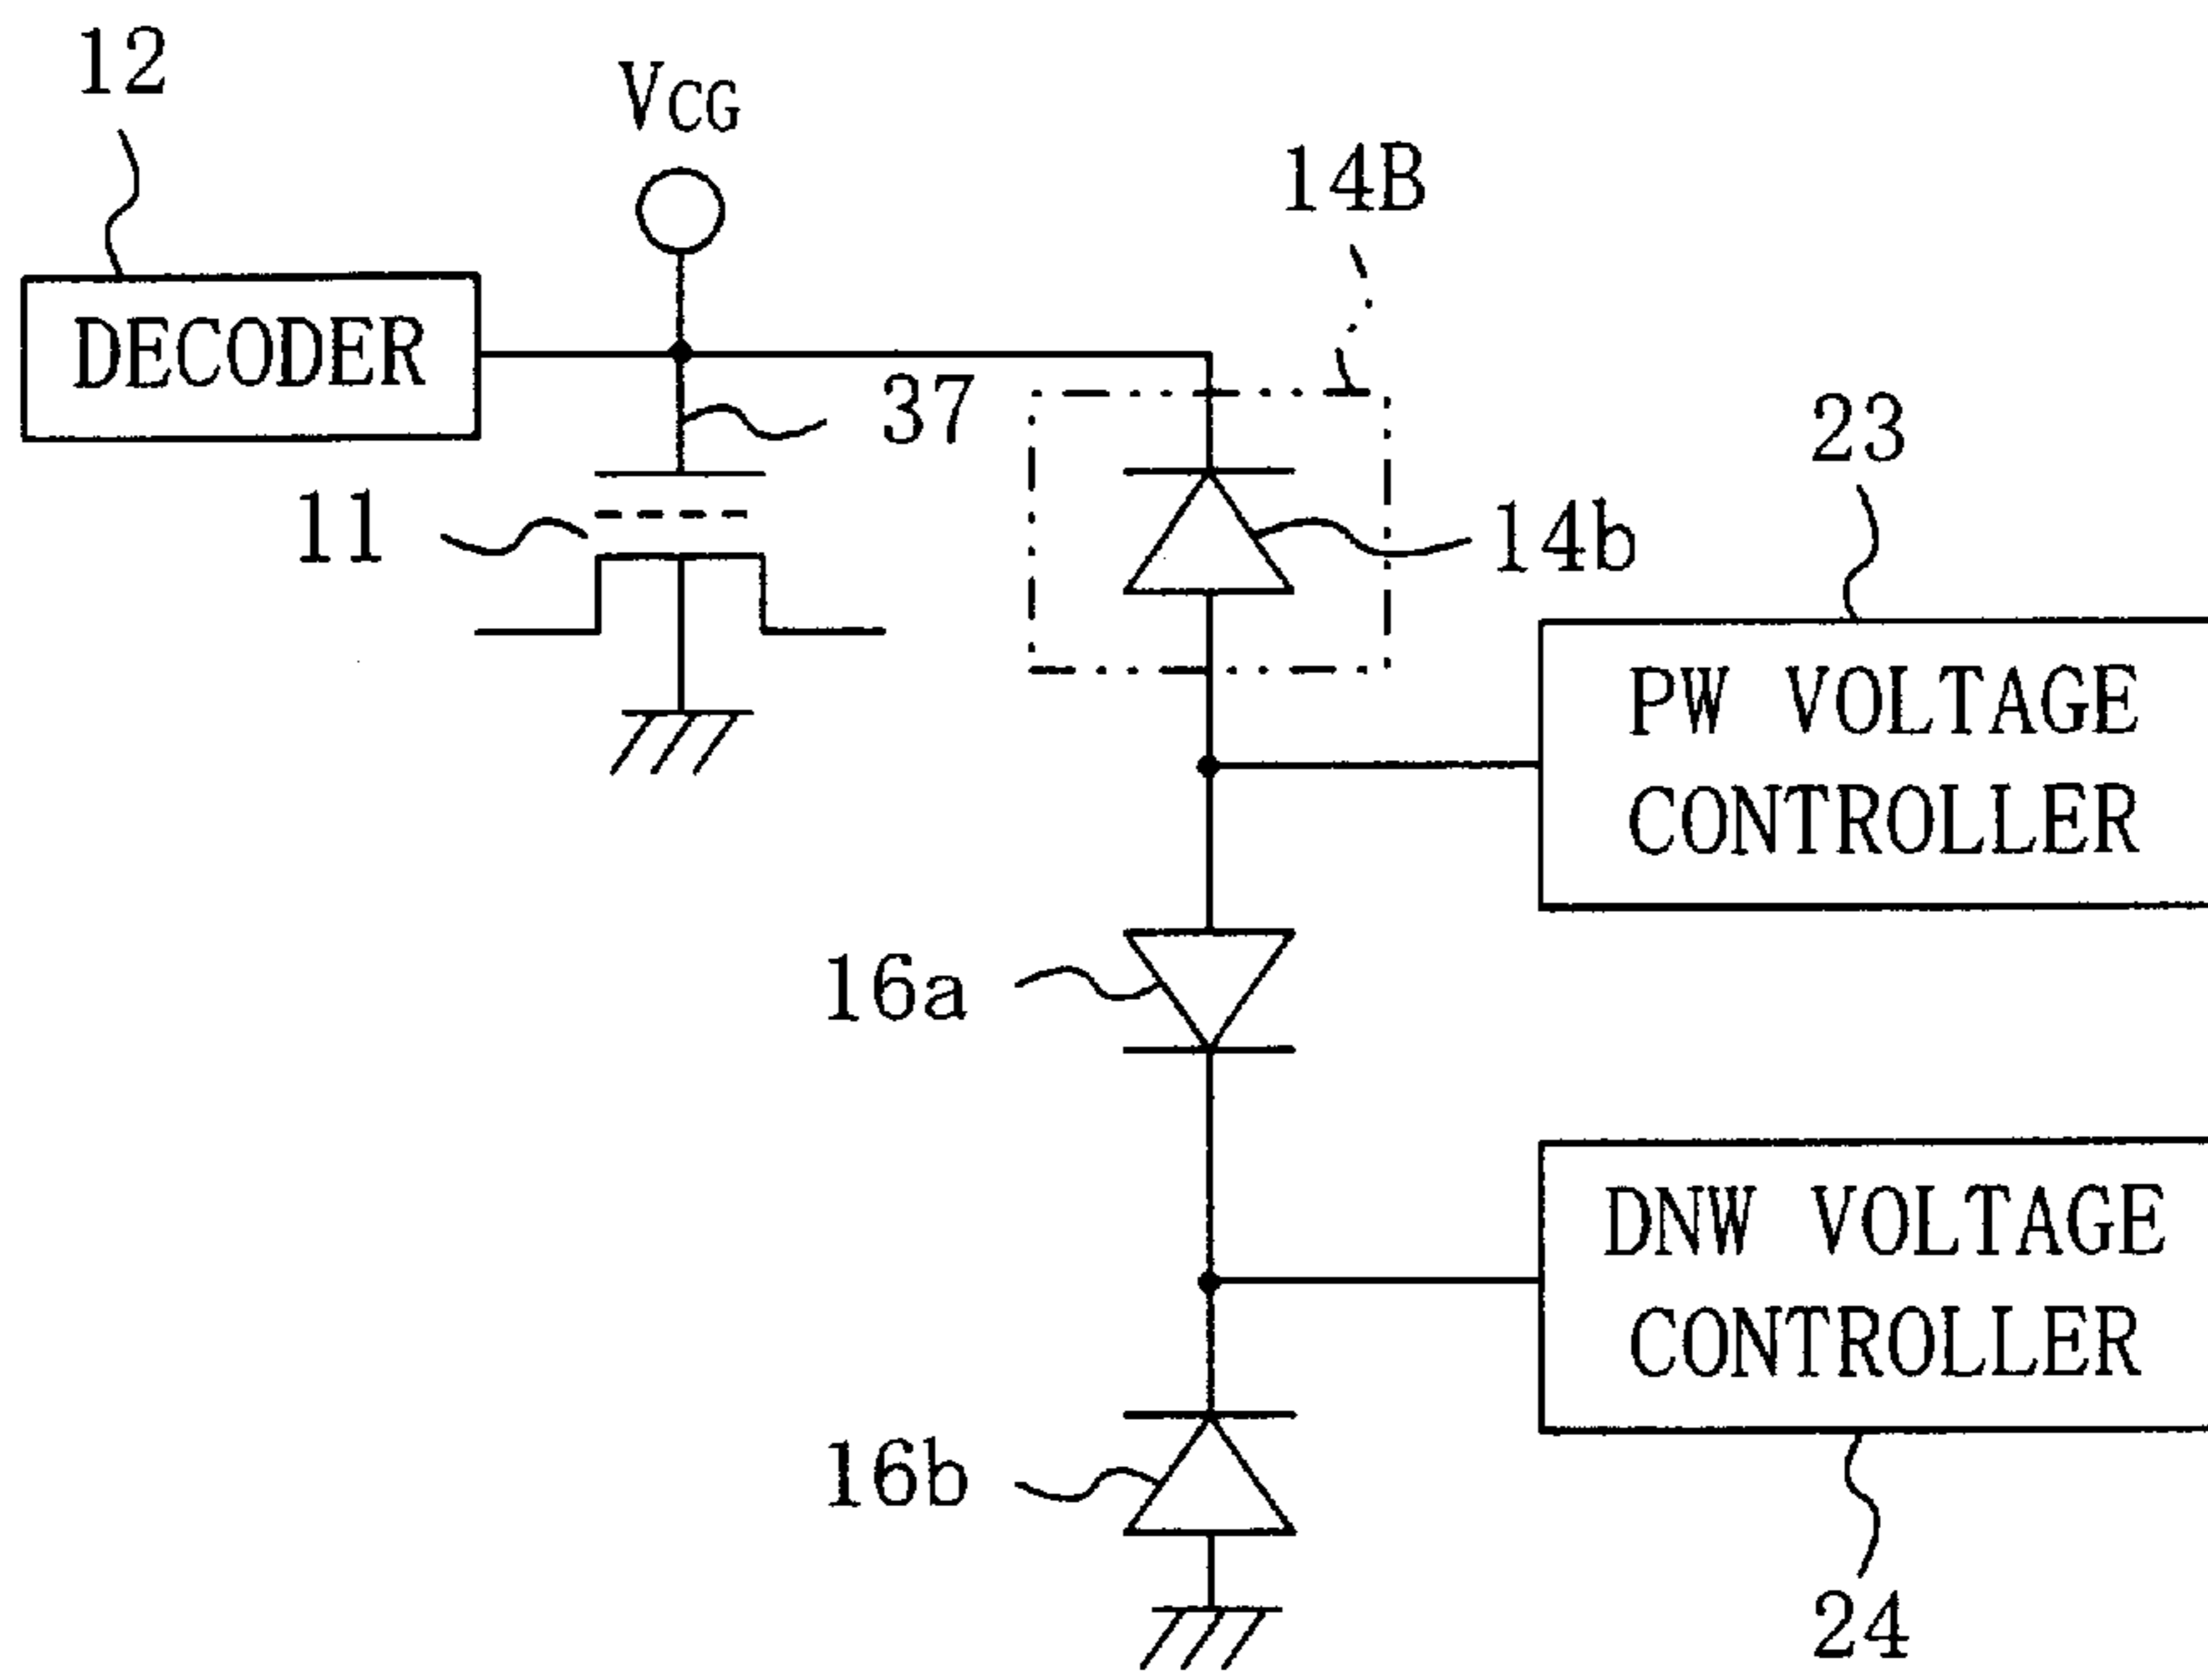 12
VCG
14B
DECODER
37
23
11
14b
PW VOLTAGE
CONTROLLER
16a
DNW VOLTAGE
CONTROLLER
16b
24